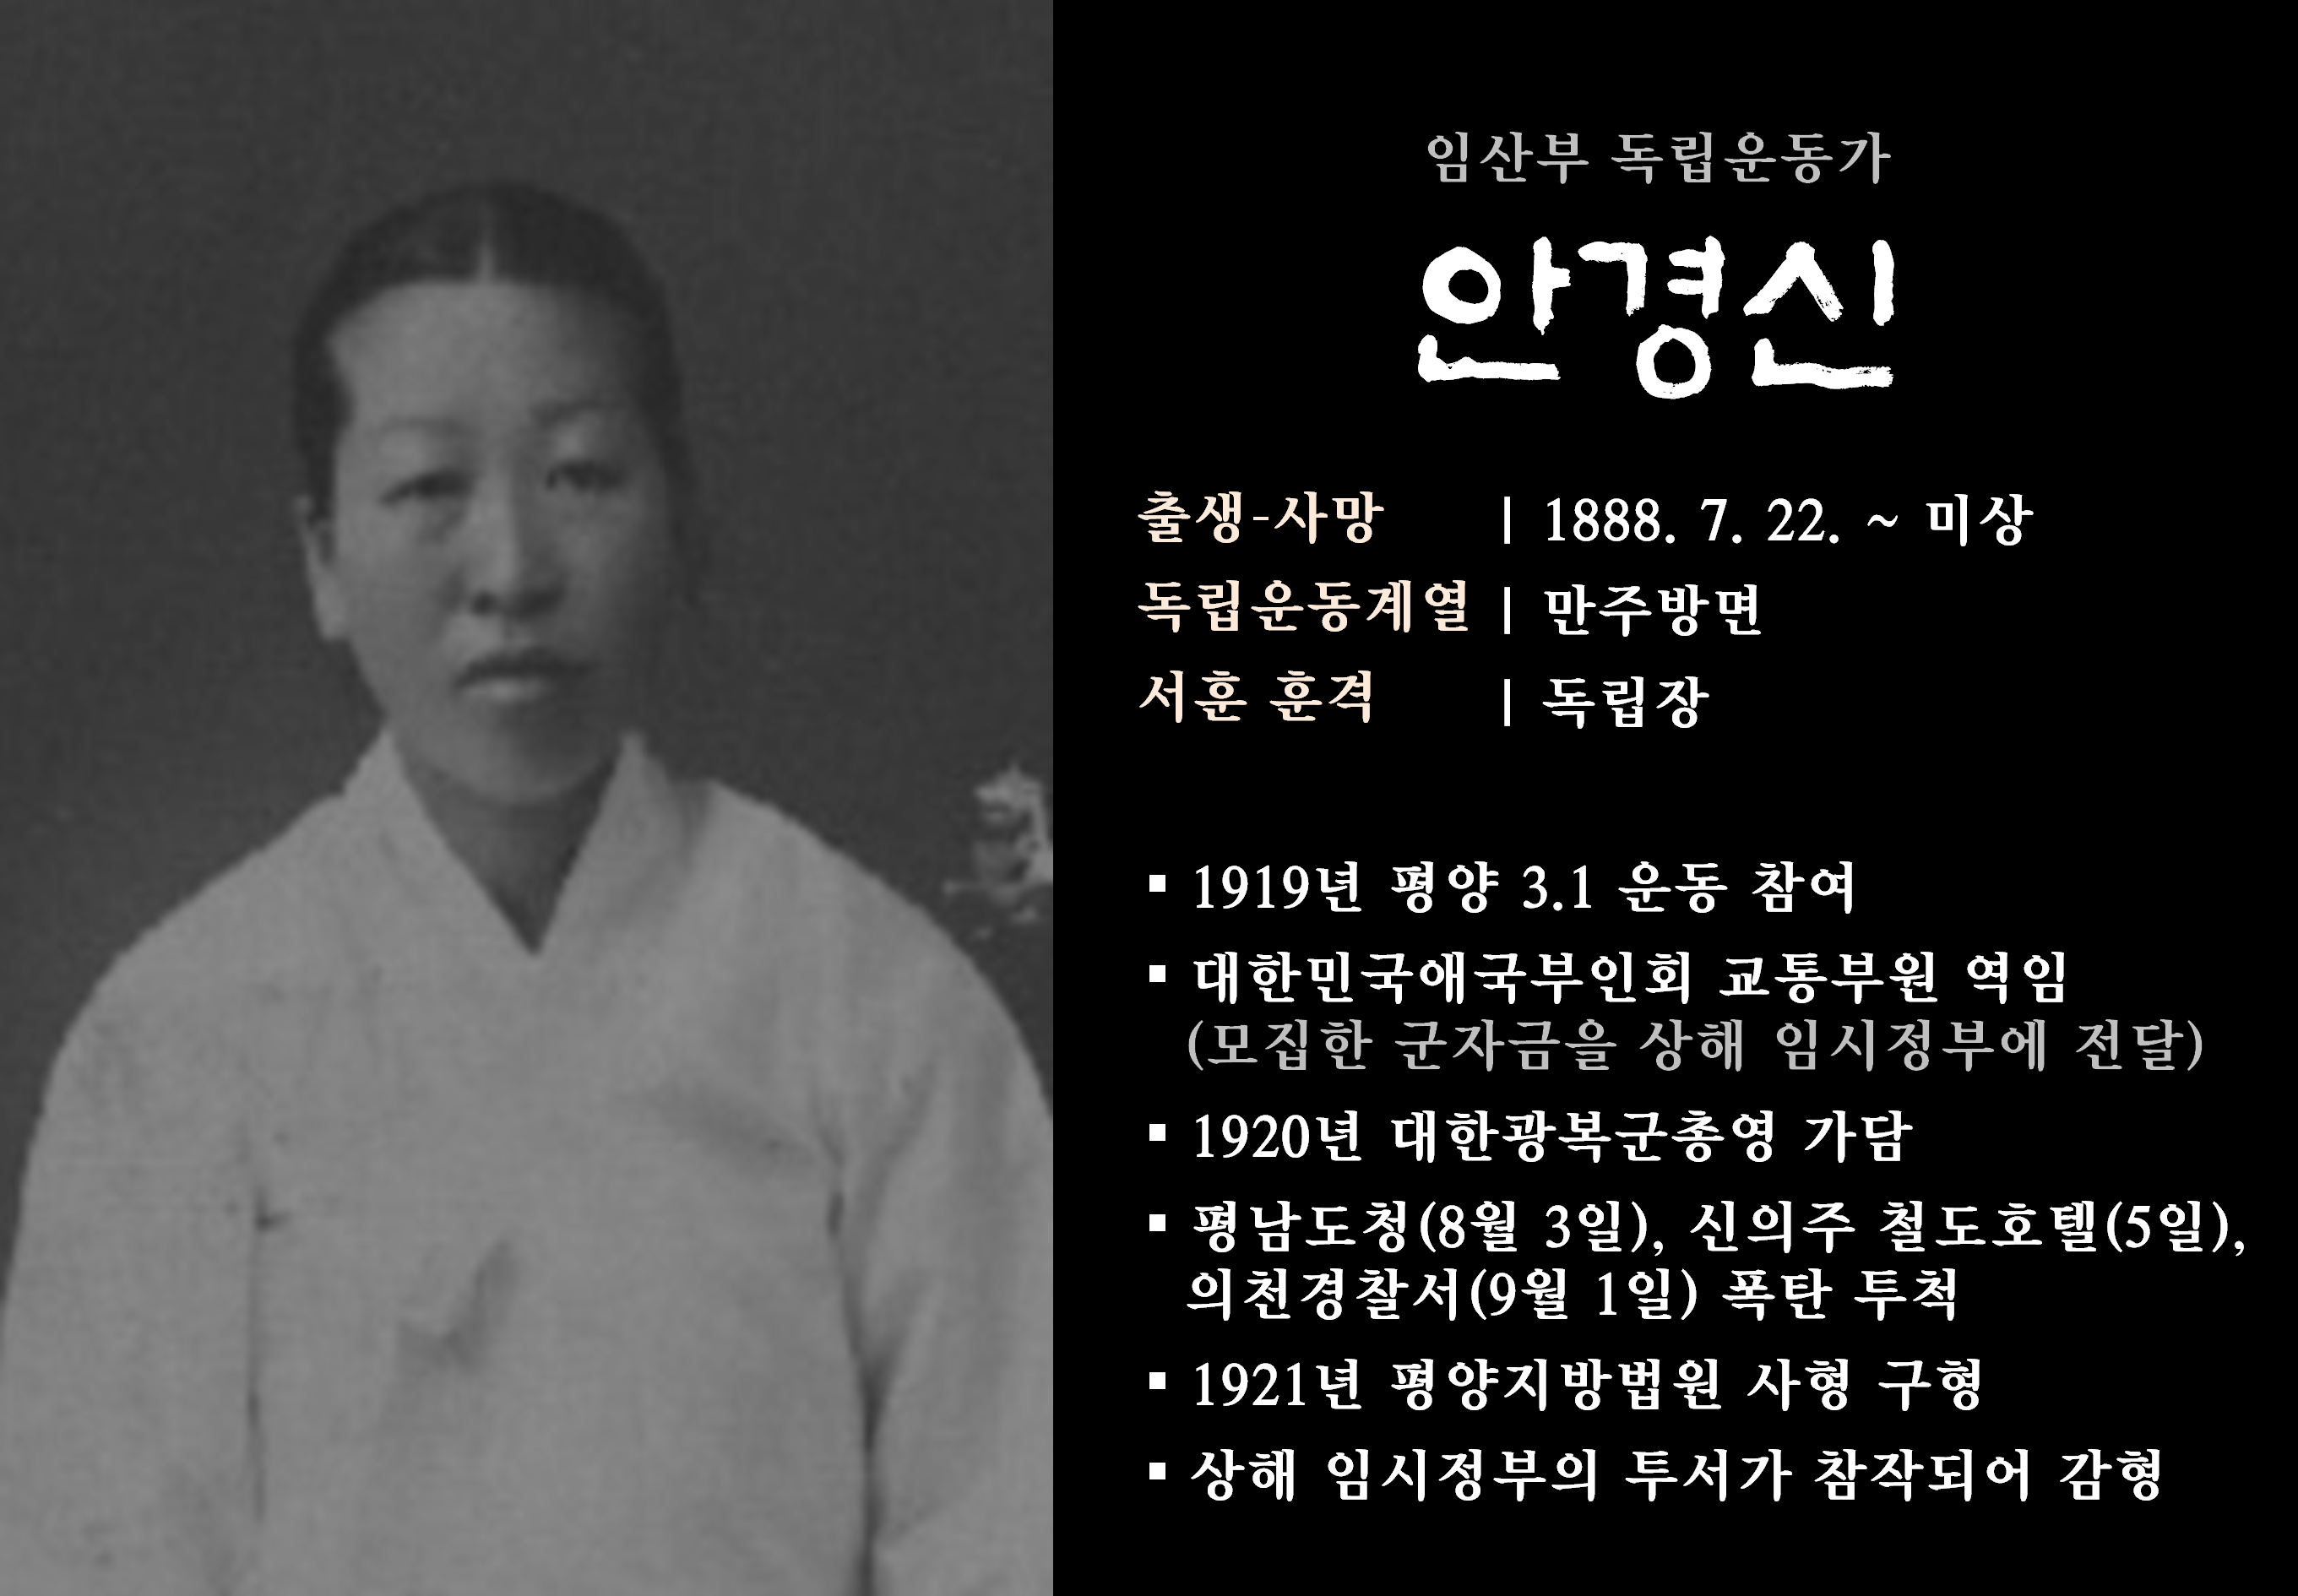 임산부 독립운동가
안경신
출생-사망 | 1888. 7. 22. ~ 미상
독립운동계열 | 만주방면
서훈 훈격 | 독립장
▪ 1919년 평양 3.1 운동 참여
▪ 대한민국애국부인회 교통부원 역임
(모집한 군자금을 상해 임시정부에 전달)
▪ 1920년 대한광복군총영 가담
▪ 평남도청(8월 3일), 신의주 철도호텔(5일),
의천경찰서(9월 1일) 폭탄 투척
▪ 1921년 평양지방법원 사형 구형
▪ 상해 임시정부의 투서가 참작되어 감형